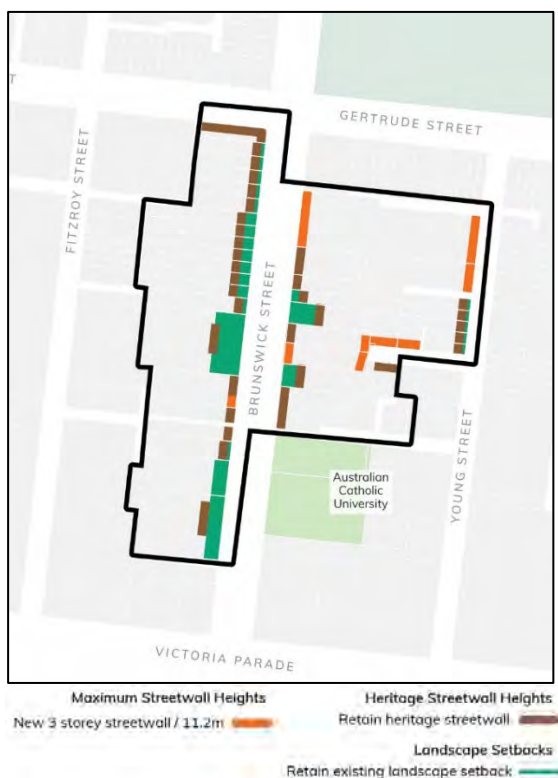 GERTRUDE STREET
T
FITZROY STREET
BRUNSWICK STREET
Australian
Catholic
University
YOUNG STREET
VICTORIA PARADE
Maximum Streetwall Heights
New 3 storey streetwall / 11.2m
Heritage Streetwall Heights
Retain heritage streetwall
Landscape Setbacks
Retain existing landscape setback